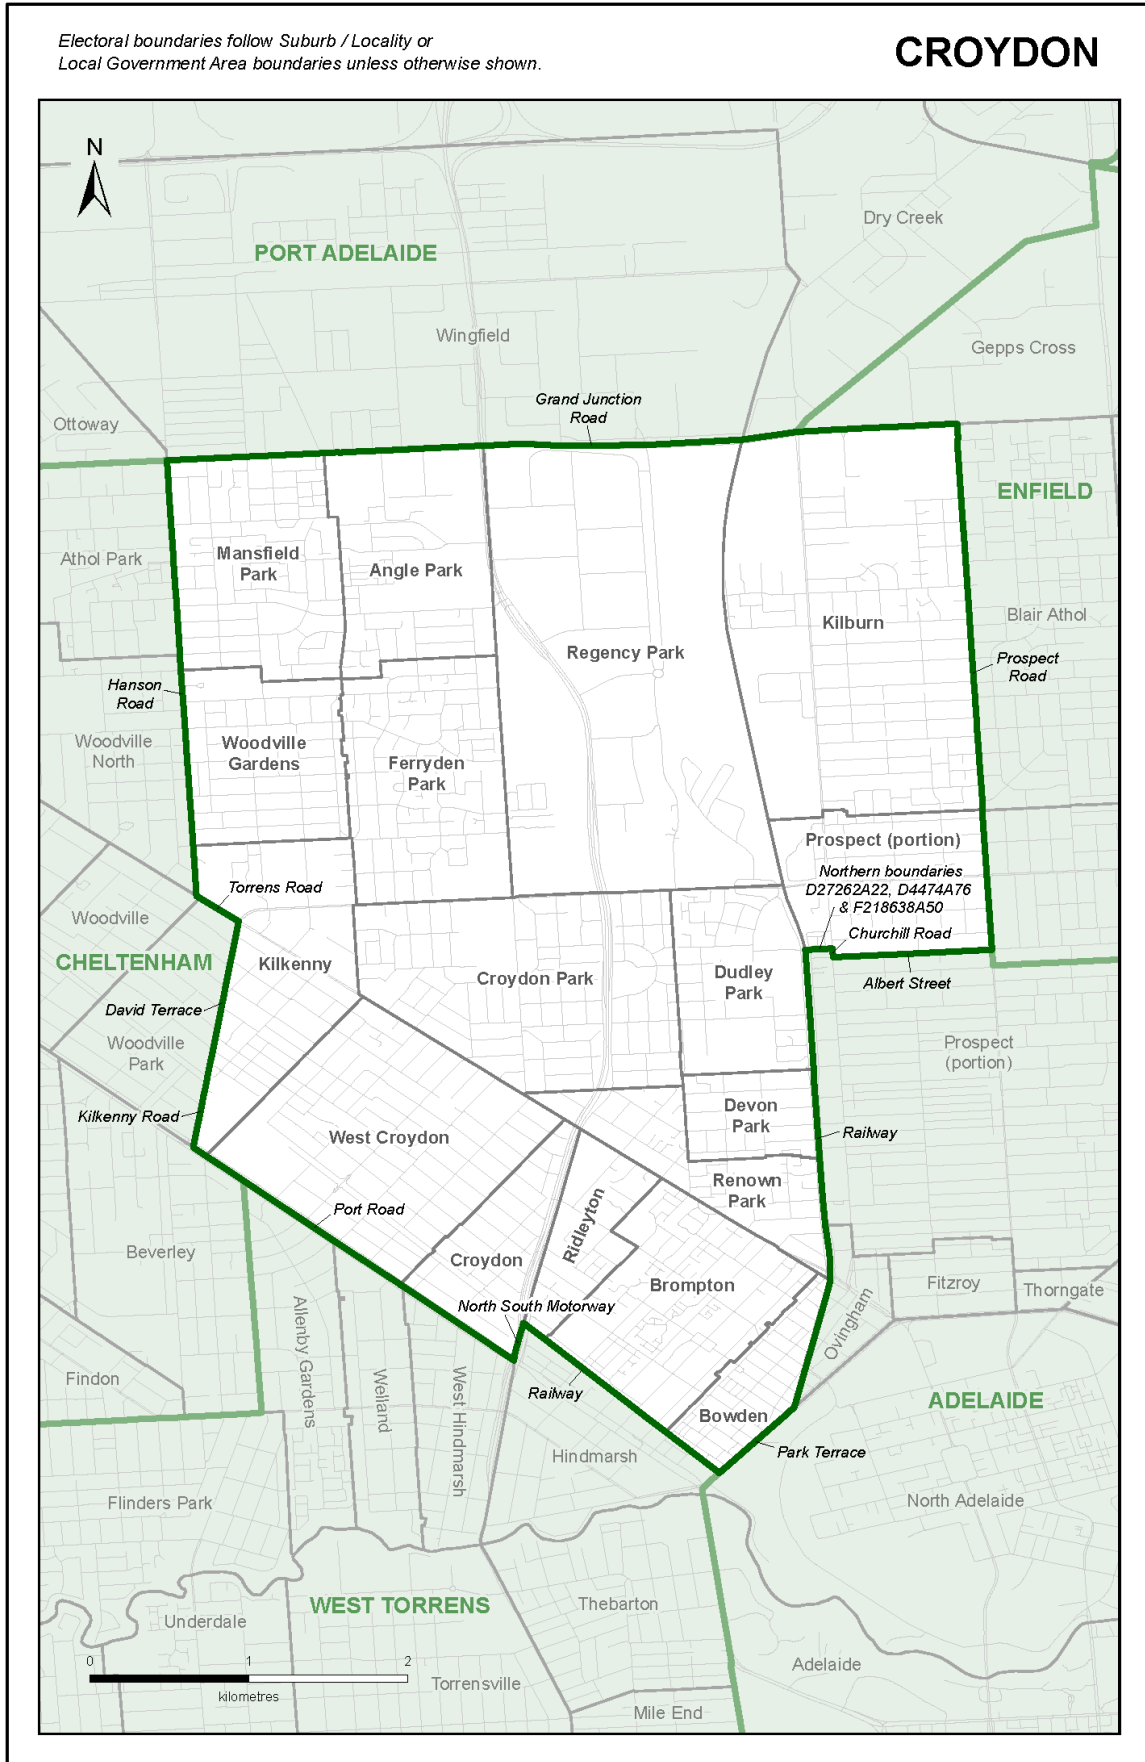 Electoral boundaries follow Suburb / Locality or
Local Government Area boundaries unless otherwise shown.
CROYDON
N
Dry Creek
PORT ADELAIDE
Wingfield
Gepps Cross
Grand Junction
Road
Ottoway
ENFIELD
Athol Park
Mansfield
Park
Angle Park
Blair Athol
Kilburn
Regency Park
Prospect
Road
Hanson
Road
Woodville
North
Woodville
Gardens
Ferryden
Park
Prospect (portion)
Northern boundaries
D27262A22, D4474A76
& F218638A50
Torrens Road
Woodville
Churchill Road
CHELTENHAM
Kilkenny
Croydon Park
Dudley
Park
Albert Street
David Terrace
Woodville
Park
Prospect
(portion)
Kilkenny Road
Devon
Park
West Croydon
Railway
Renown
Park
Port Road
Ridleyton
Beverley
Croydon
Brompton
Fitzroy
Thorngate
North South Motorway
Ovingham
Allenby Gardens
Findon
Welland
West Hindmarsh
Railway
ADELAIDE
Bowden
Park Terrace
Hindmarsh
Flinders Park
North Adelaide
WEST TORRENS
Thebarton
Underdale
0 1 2
kilometres
Adelaide
Torrensville
Mile End